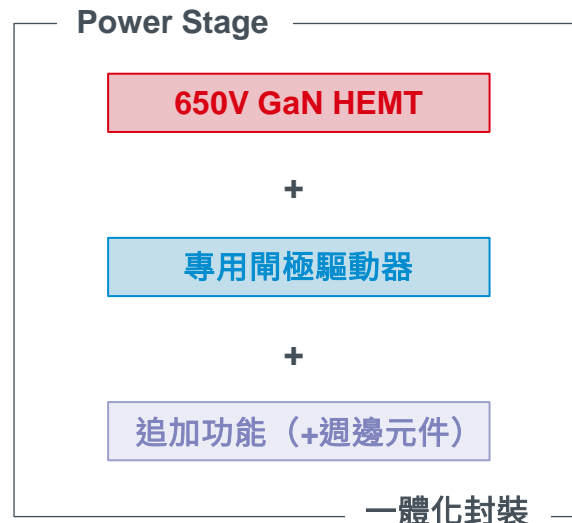 Power Stage
650V GaN HEMT
+
專用閘極驅動器
+
追加功能（+週邊元件）
一體化封裝